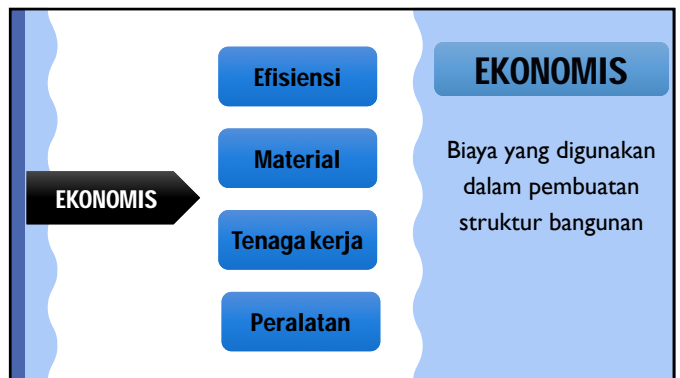 EKONOMIS
Efisiensi
Material
Tenaga kerja
Peralatan
EKONOMIS
Biaya yang digunakan
dalam pembuatan
struktur bangunan